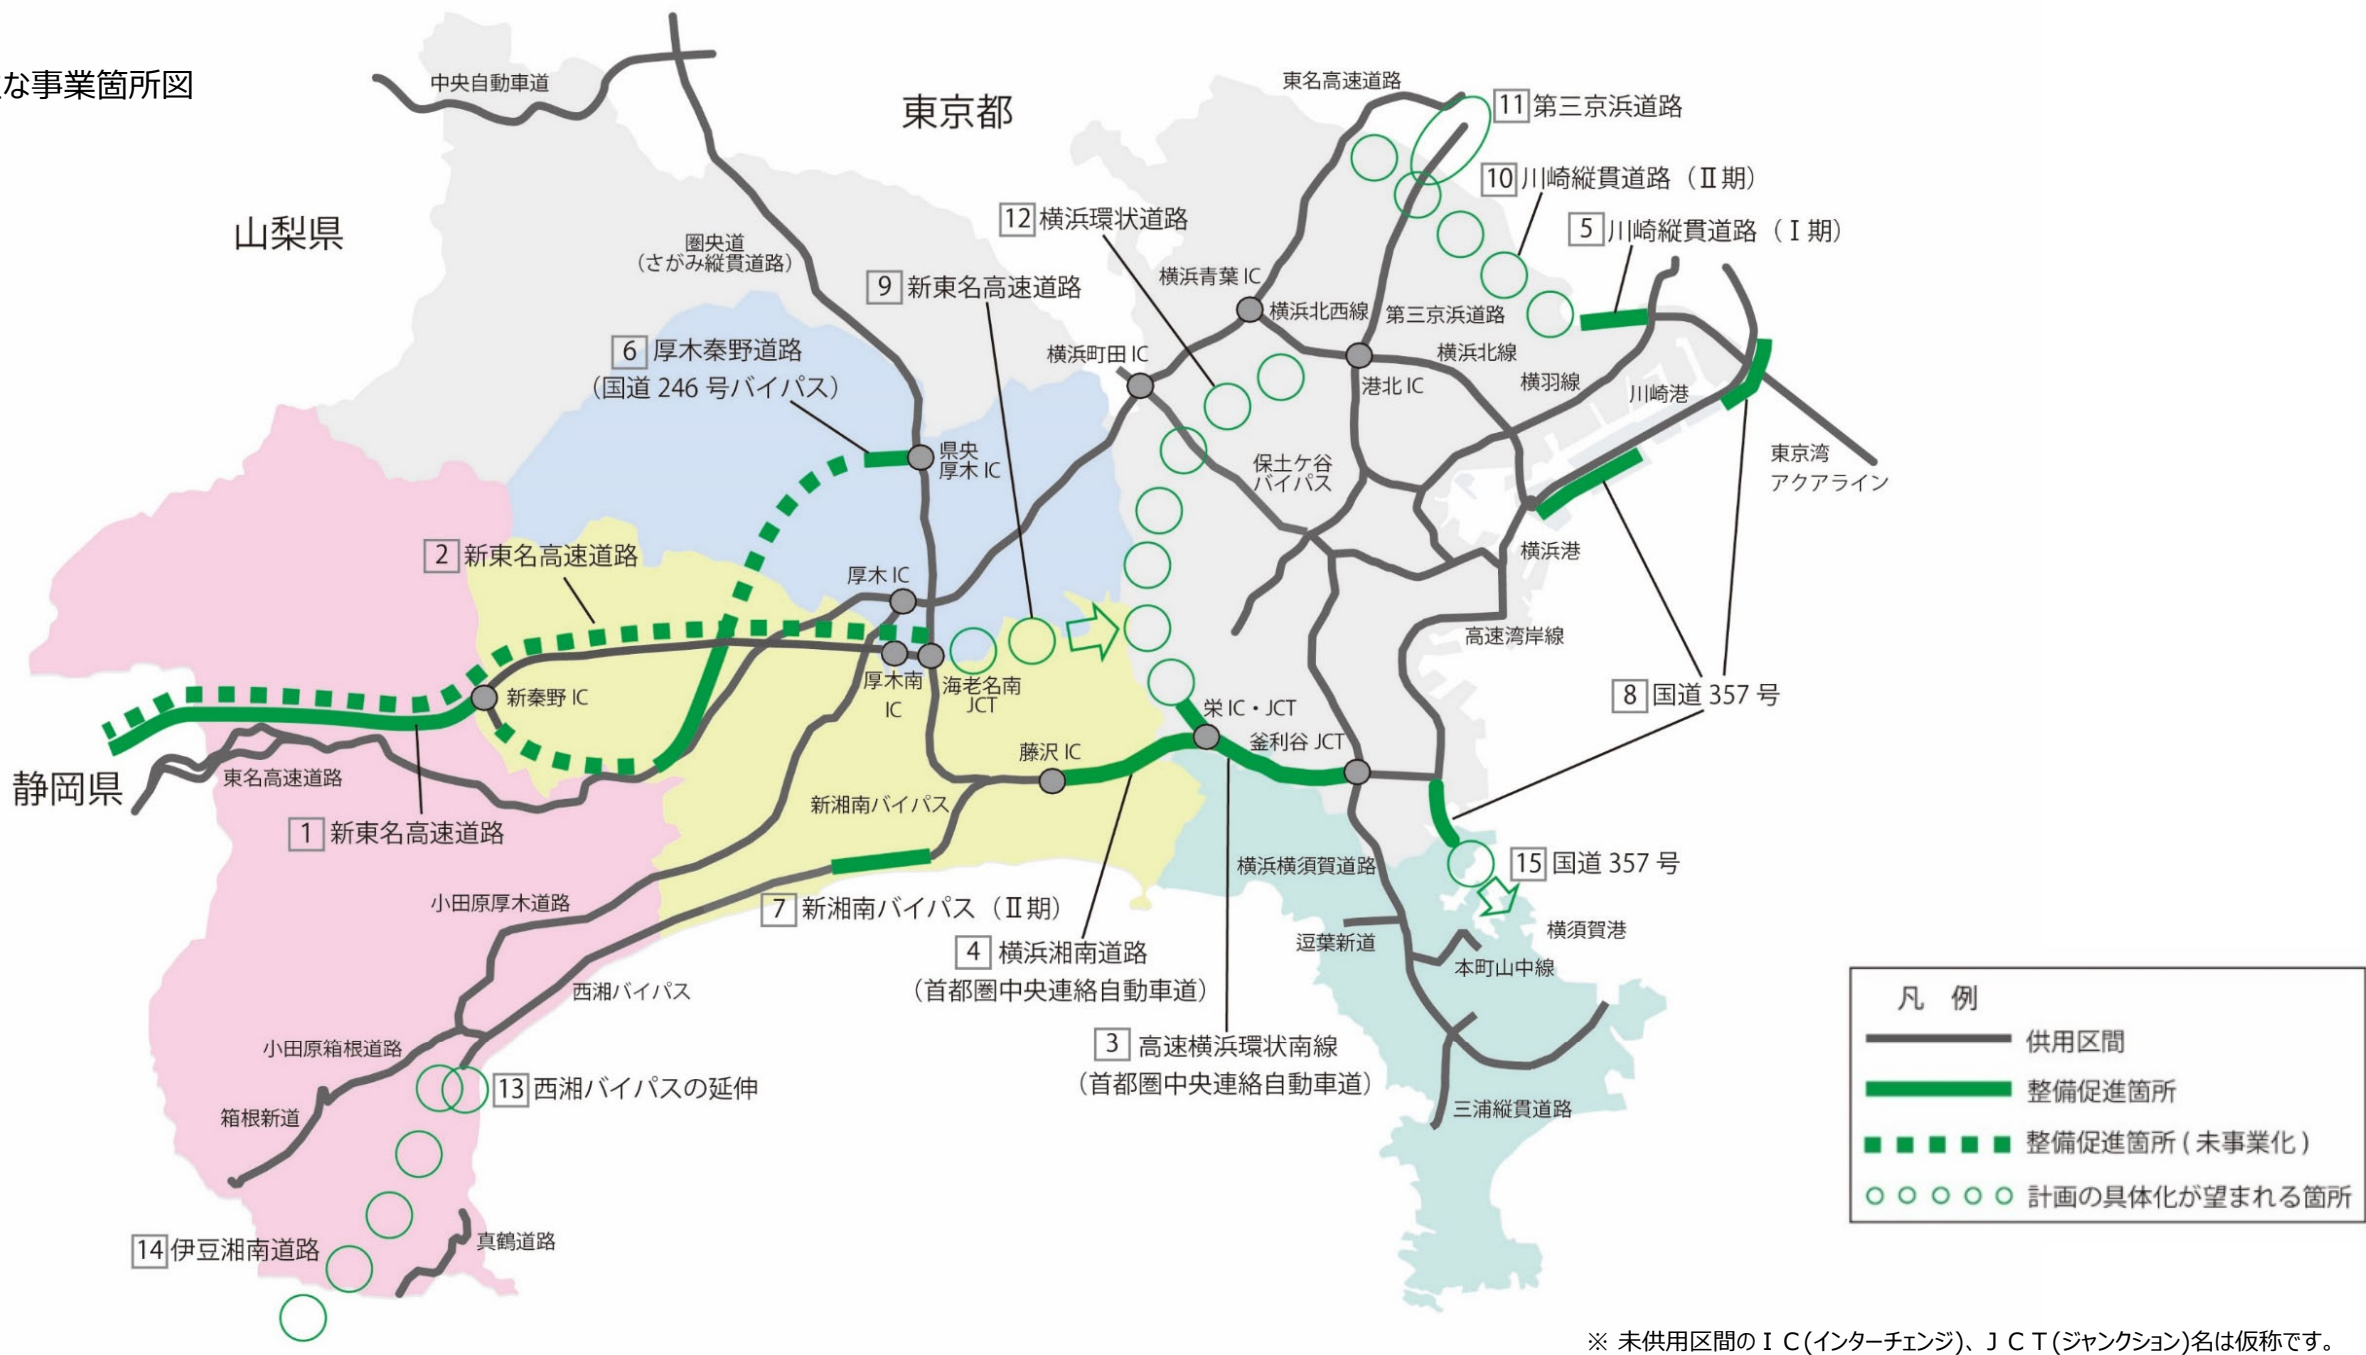 な事業箇所図
中央自動車道
東京都
東名高速道路
11 第三京浜道路
10 川崎縦貫道路(Ⅱ期)
5 川崎縦貫道路(Ⅰ期)
12 横浜環状道路
山梨県
圏央道
(さがみ縦貫道路)
9 新東名高速道路
横浜青葉 IC
横浜北西線
第三京浜道路
6 厚木秦野道路
(国道 246 号バイパス)
横浜町田 IC
横浜北線
港北 IC
横羽線
川崎港
県央
厚木 IC
保土ケ谷
バイパス
東京湾
アクアライン
2 新東名高速道路
横浜港
厚木 IC
高速湾岸線
新秦野 IC
厚木南
IC
海老名南
JCT
栄 IC・JCT
釜利谷 JCT
8 国道 357 号
藤沢 IC
静岡県
東名高速道路
1 新東名高速道路
新湘南バイパス
横浜横須賀道路
15 国道 357 号
小田原厚木道路
7 新湘南バイパス(Ⅱ期)
4 横浜湘南道路
(首都圏中央連絡自動車道)
逗葉新道
横須賀港
本町山中線
西湘バイパス
3 高速横浜環状南線
(首都圏中央連絡自動車道)
小田原箱根道路
13 西湘バイパスの延伸
箱根新道
三浦縦貫道路
14 伊豆湘南道路
真鶴道路
凡 例
供用区間
整備促進箇所
整備促進箇所(未事業化)
計画の具体化が望まれる箇所
※ 未供用区間のIC(インターチェンジ)、JCT(ジャンクション)名は仮称です。